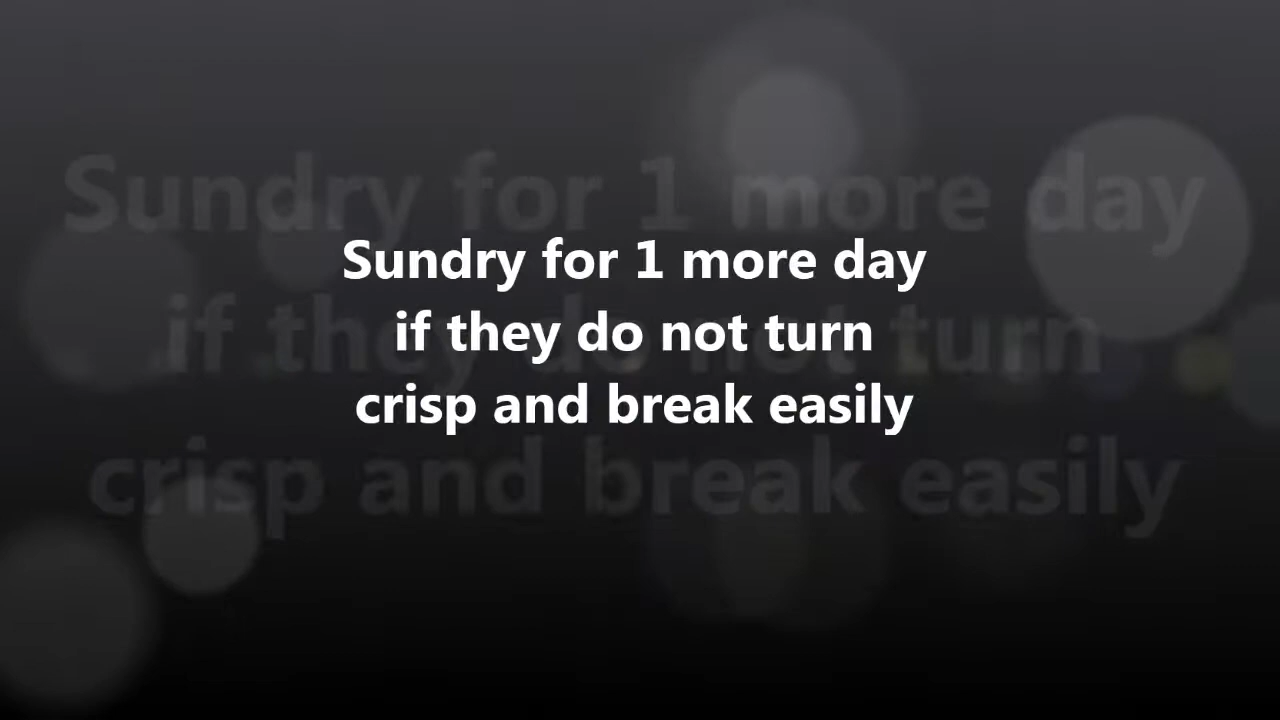 Sundry for 1 more day
if they do not turn
crisp and break easily